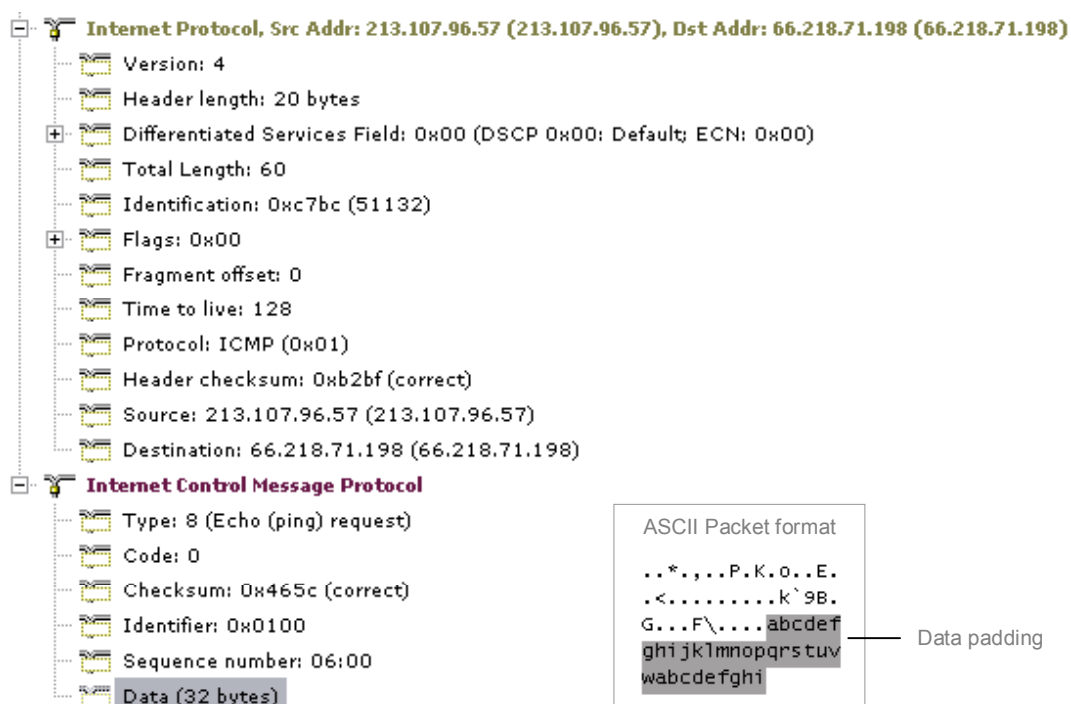 Internet Protocol, Src Addr: 213.107.96.57 (213.107.96.57), Dst Addr: 66.218.71.198 (66.218.71.198)
Version: 4
Header length: 20 bytes
Differentiated Services Field: 0x00 (DSCP 0x00: Default; ECN: 0x00)
Total Length: 60
Identification: 0xc7bc (51132)
Flags: 0x00
Fragment offset: 0
Time to live: 128
Protocol: ICMP (0x01)
Header checksum: 0xb2bf (correct)
Source: 213.107.96.57 (213.107.96.57)
Destination: 66.218.71.198 (66.218.71.198)
Internet Control Message Protocol
Type: 8 (Echo (ping) request)
Code: 0
Checksum: 0x465c (correct)
Identifier: 0x0100
Sequence number: 06:00
Data (32 bytes)
ASCII Packet format
..*.,..P.K.o..E.
.<.........k`9B.
G...F\....abcdef
ghijklmnopqrstuv
wabcdefghi
Data padding